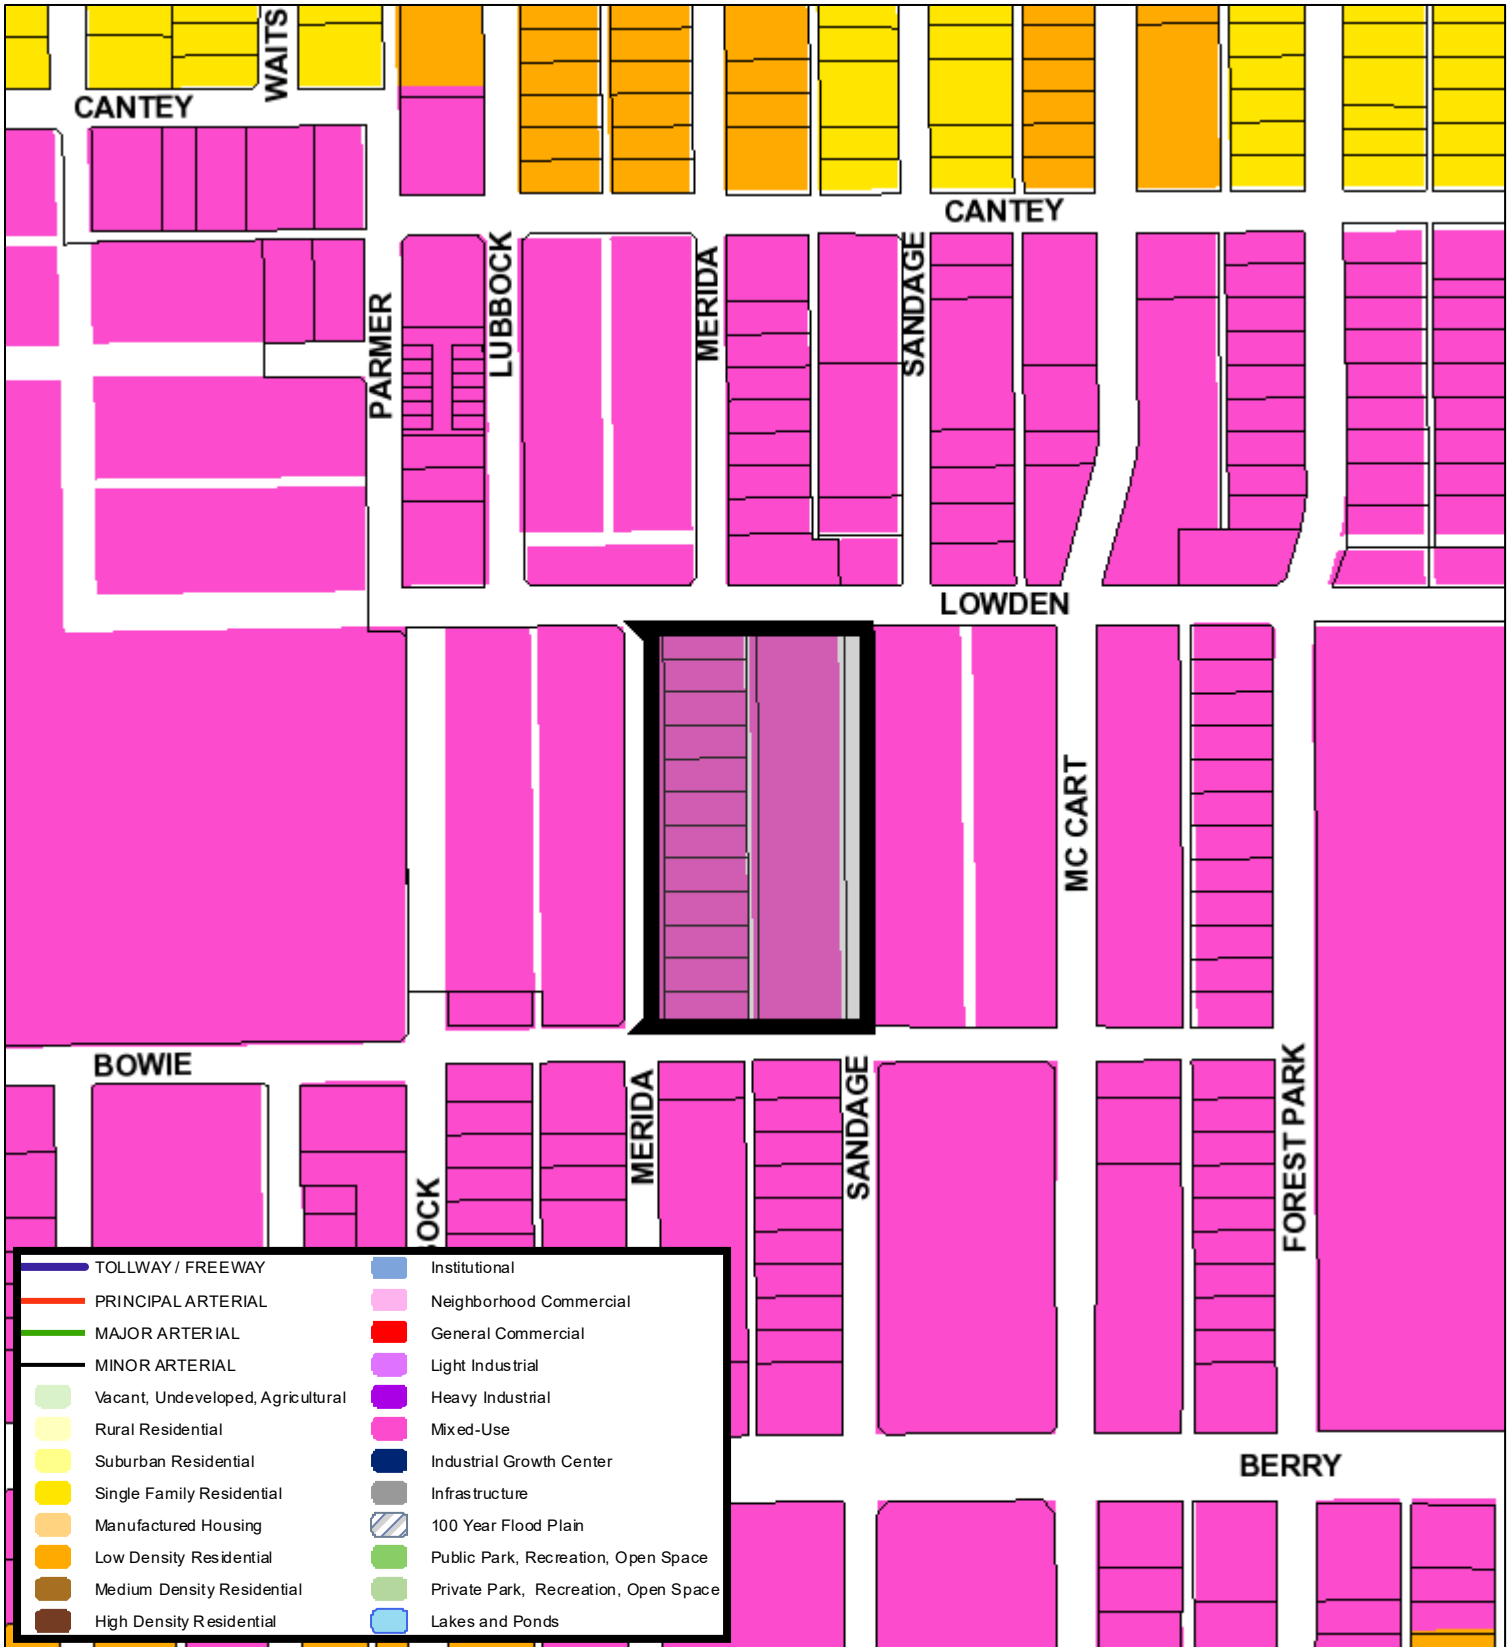 WAITS
CANTEY
CANTEY
LUBBOCK
MERIDA
SANDAGE
PARMER
LOWDEN
MC CART
BOWIE
MERIDA
SANDAGE
FOREST PARK
OCK
BERRY
TOLLWAY / FREEWAY
PRINCIPAL ARTERIAL
MAJOR ARTERIAL
MINOR ARTERIAL
Vacant, Undeveloped, Agricultural
Rural Residential
Suburban Residential
Single Family Residential
Manufactured Housing
Low Density Residential
Medium Density Residential
High Density Residential
Institutional
Neighborhood Commercial
General Commercial
Light Industrial
Heavy Industrial
Mixed-Use
Industrial Growth Center
Infrastructure
100 Year Flood Plain
Public Park, Recreation, Open Space
Private Park, Recreation, Open Space
Lakes and Ponds